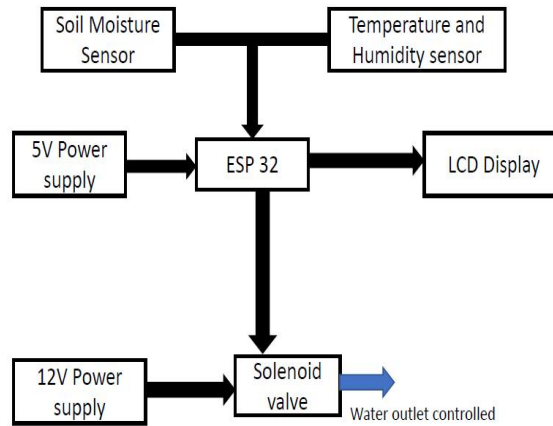 Soil Moisture
Sensor
Temperature and
Humidity sensor
5V Power
supply
ESP 32
LCD Display
12V Power
supply
Solenoid
valve
Water outlet controlled